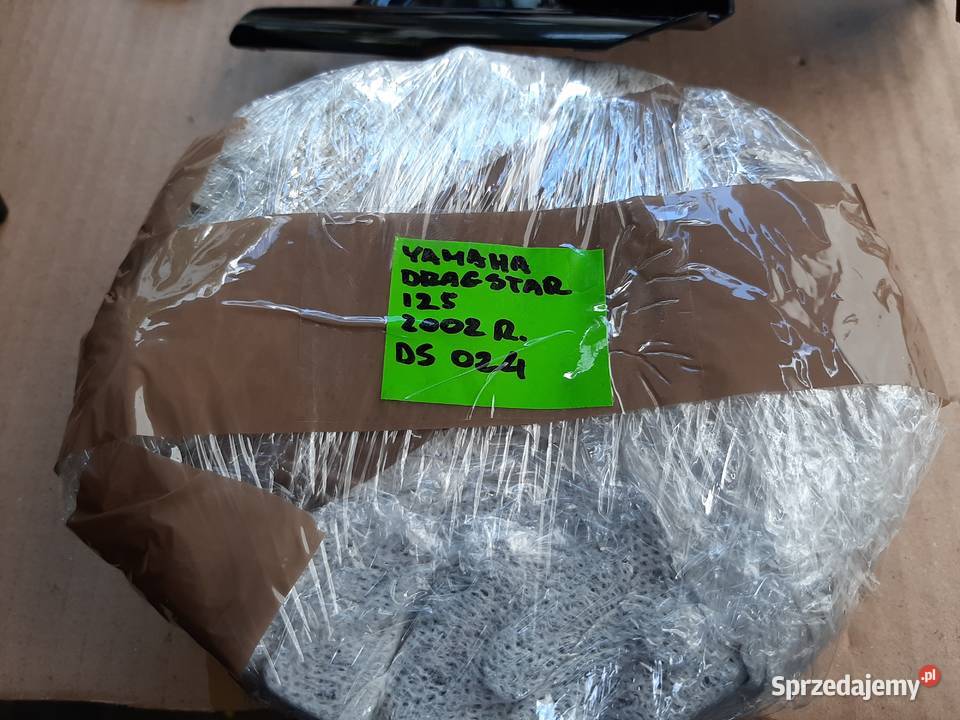 YAMAHA
DRAGSTAR
125
2002 R.
DS 024
Sprzedajemy.pl